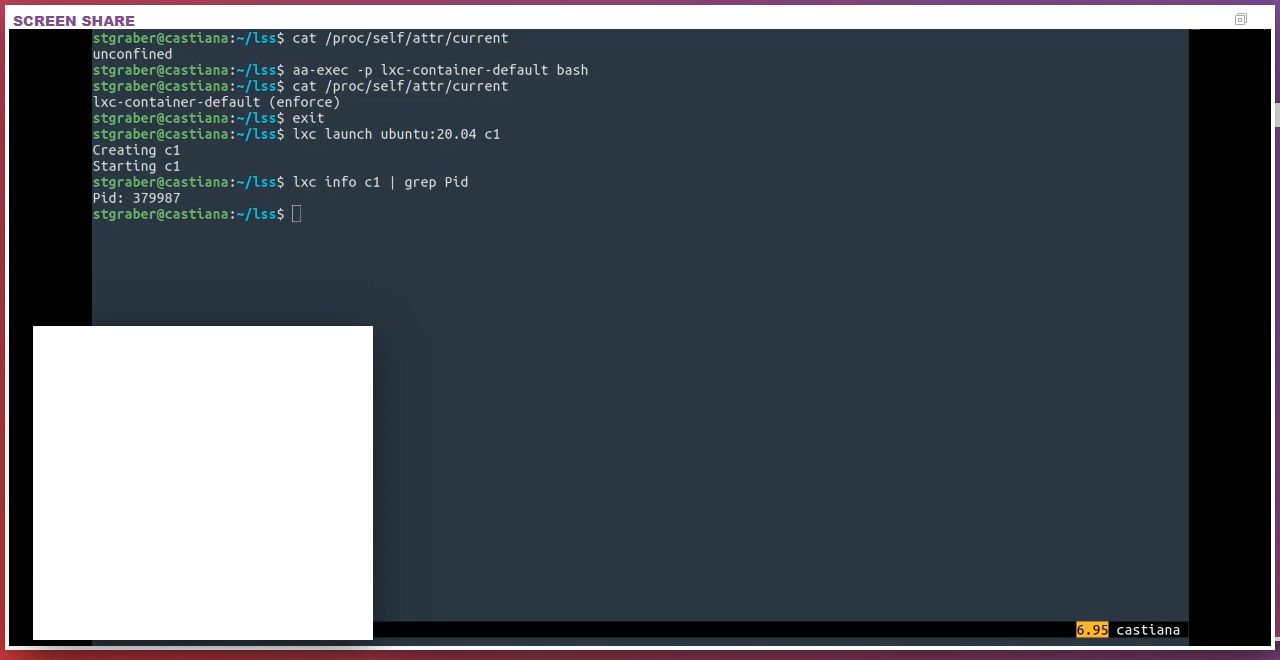 SCREEN SHARE
stgraber@castiana:~/lss$ cat /proc/self/attr/current
unconfined
stgraber@castiana:~/lss$ aa-exec -p lxc-container-default bash
stgraber@castiana:~/lss$ cat /proc/self/attr/current
lxc-container-default (enforce)
stgraber@castiana:~/lss$ exit
stgraber@castiana:~/lss$ lxc launch ubuntu:20.04 c1
Creating c1
Starting c1
stgraber@castiana:~/lss$ lxc info c1 | grep Pid
Pid: 379987
stgraber@castiana:~/lss$
6.95 castiana